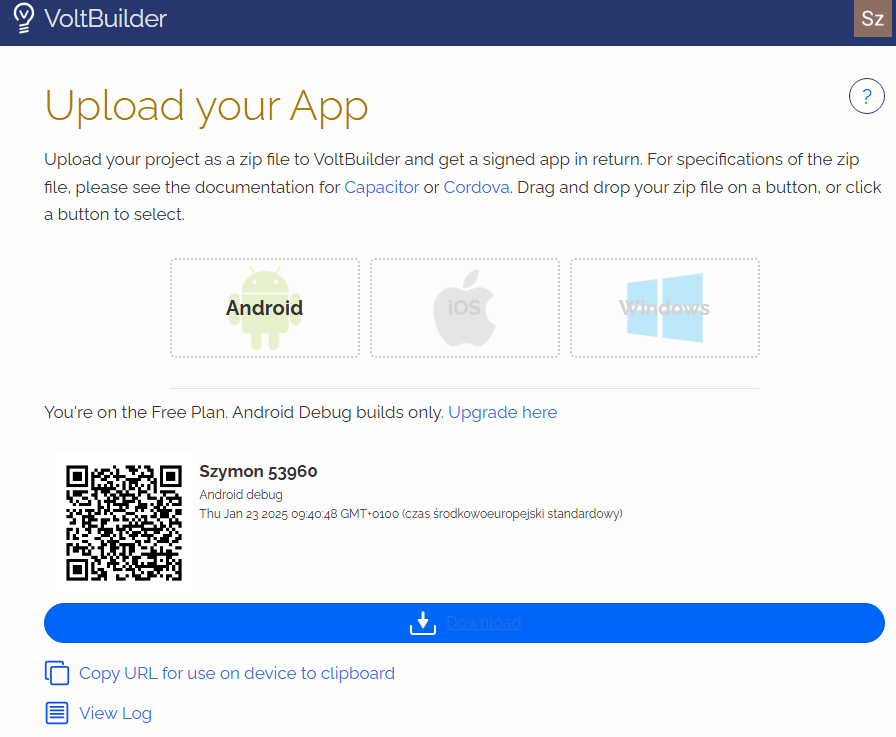 VoltBuilder
Sz
Upload your App
?
Upload your project as a zip file to VoltBuilder and get a signed app in return. For specifications of the zip
file, please see the documentation for Capacitor or Cordova. Drag and drop your zip file on a button, or click
a button to select.
Android
iOS
Windows
You're on the Free Plan. Android Debug builds only. Upgrade here
Szymon 53960
Android debug
Thu Jan 23 2025 09:40:48 GMT+0100 (czas środkowoeuropejski standardowy)
Download
Copy URL for use on device to clipboard
View Log